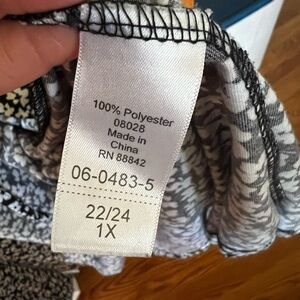 100% Polyester
08028
Made in
China
RN 88842
06-0483-5
22/24
1X